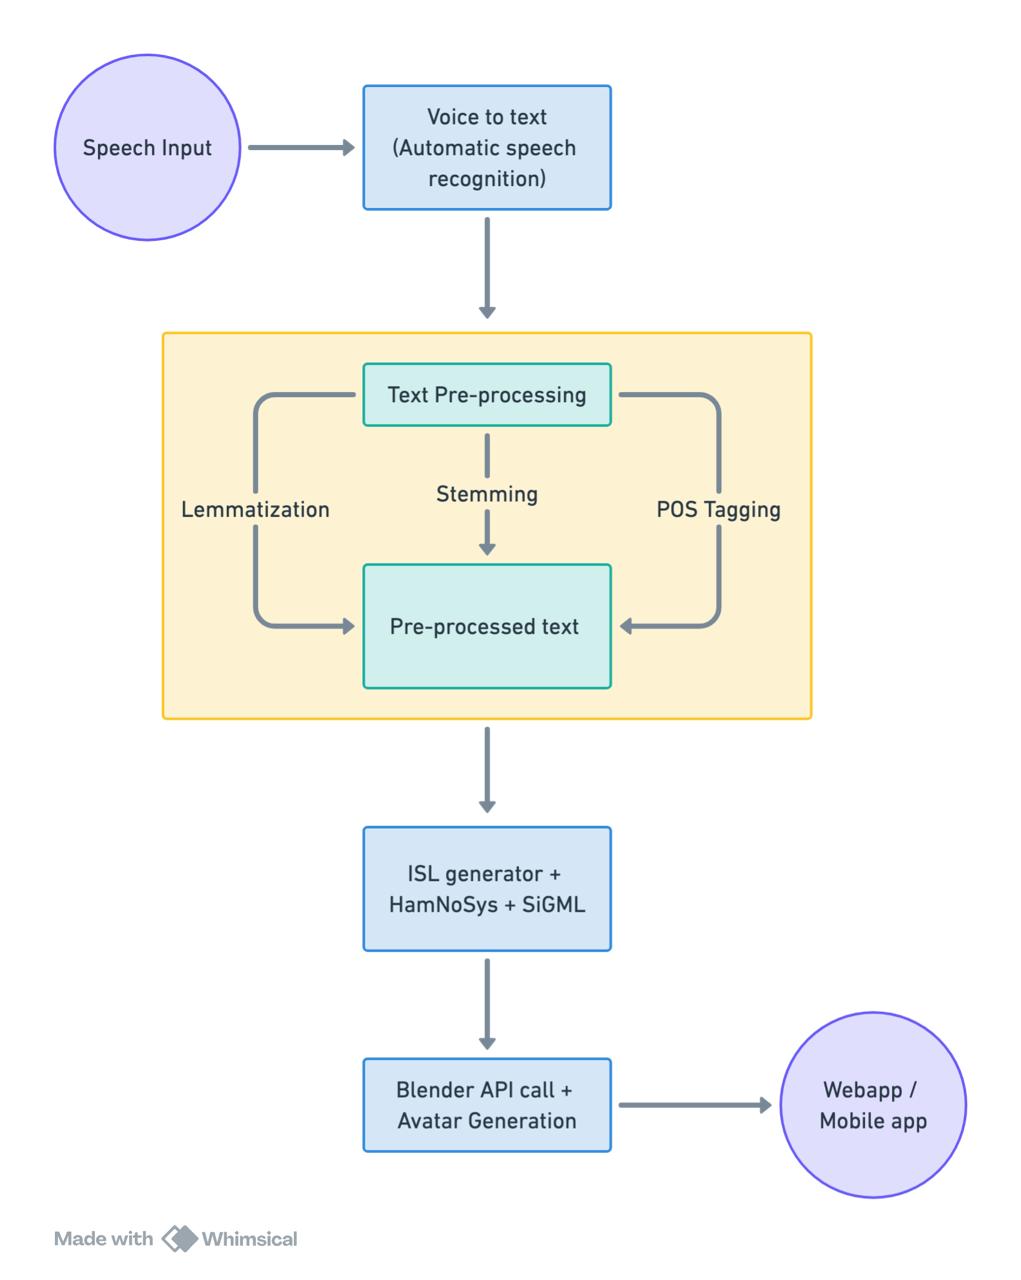 Speech Input
Voice to text
(Automatic speech
recognition)
Text Pre-processing
Lemmatization
Stemming
POS Tagging
Pre-processed text
ISL generator +
HamNoSys + SiGML
Blender API call +
Avatar Generation
Webapp /
Mobile app
Made with Whimsical